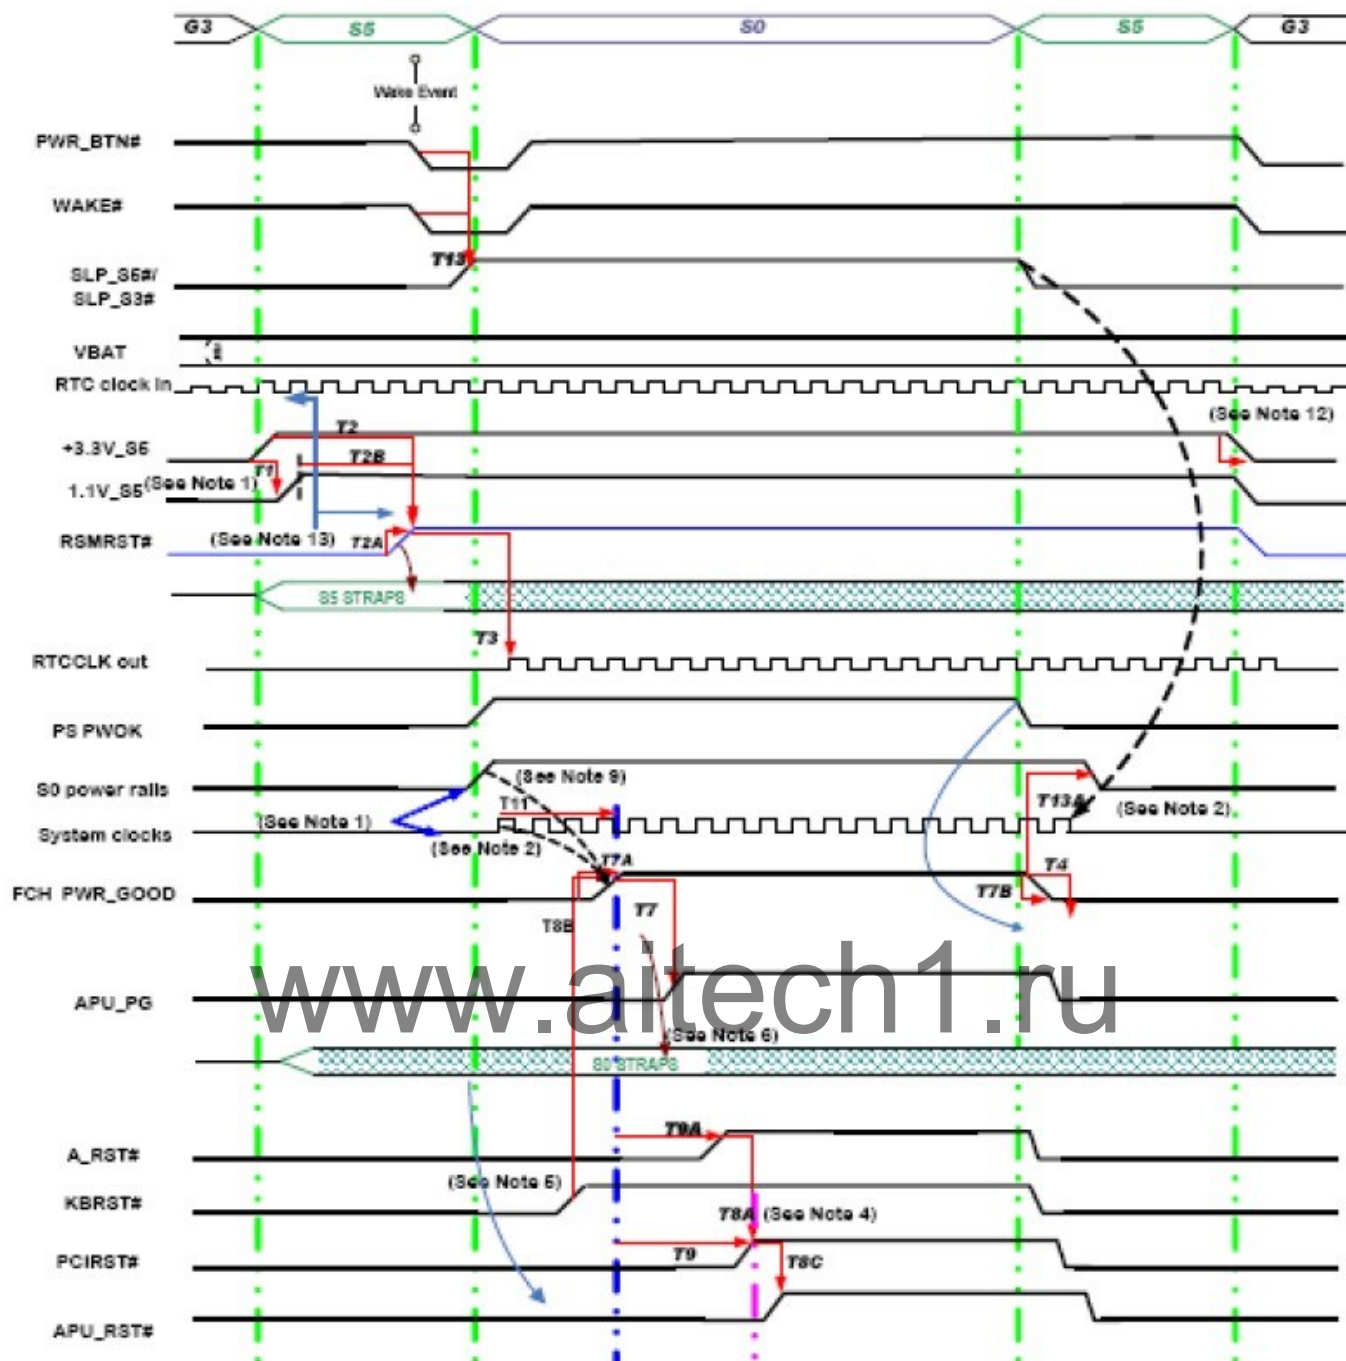 G3 S5 S0 S5 G3
Wake Event
PWR_BTN#
WAKE#
T13
SLP_S5#/
SLP_S3#
VBAT
RTC clock in
(See Note 12)
T2
+3.3V_S5
T1 T2B
1.1V_S5 (See Note 1)
RSMRST# (See Note 13) T2A
S5 STRAPS
T3
RTCCLK out
PS PWOK
(See Note 9)
S0 power rails
T11 T13A (See Note 2)
(See Note 1)
System clocks
(See Note 2) T7A T4
FCH PWR_GOOD T7B
T8B T7
www.aitech1.ru
APU_PG
(See Note 6)
S0 STRAPS
T9A
A_RST#
(See Note 5)
KBRST#
T8A (See Note 4)
PCIRST# T9 T8C
APU_RST#